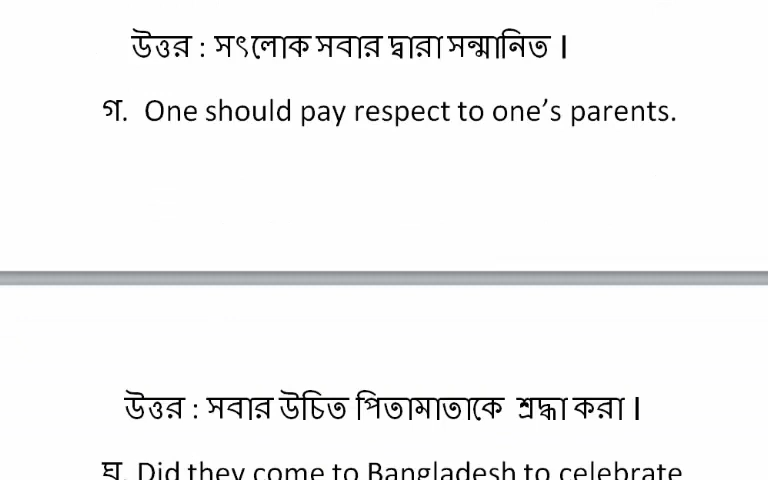 উত্তর : সৎলোক সবার দ্বারা সন্মানিত ।
গ. One should pay respect to one’s parents.
উত্তর : সবার উচিত পিতামাতাকে শ্রদ্ধা করা ।
ঘ. Did they come to Bangladesh to celebrate